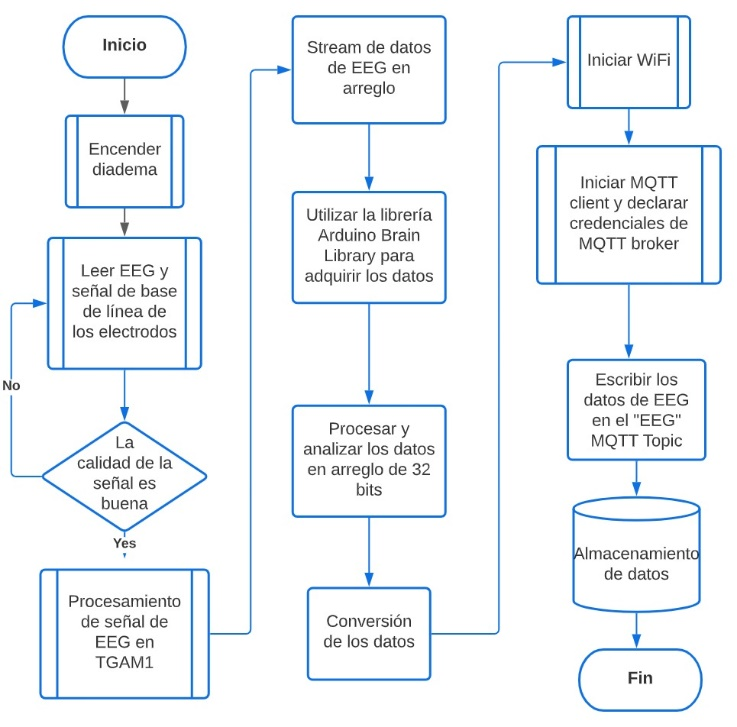 Inicio
Encender
diadema
Leer EEG y
señal de base
de línea de
los electrodos
No
La
calidad de la
señal es
buena
Yes
Procesamiento
de señal de
EEG en
TGAM1
Stream de datos
de EEG en
arreglo
Utilizar la librería
Arduino Brain
Library para
adquirir los datos
Procesar y
analizar los datos
en arreglo de 32
bits
Conversión
de los datos
Iniciar WiFi
Iniciar MQTT
client y declarar
credenciales de
MQTT broker
Escribir los
datos de EEG
en el "EEG"
MQTT Topic
Almacenamiento
de datos
Fin